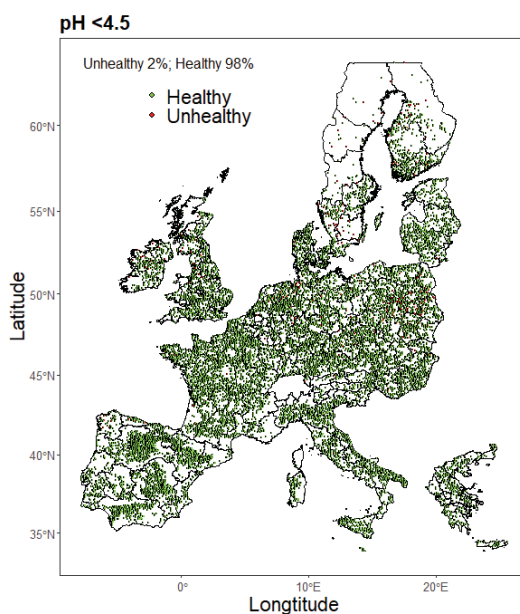 pH <4.5
Unhealthy 2%; Healthy 98%
Healthy
Unhealthy
60°N
55°N
50°N
45°N
40°N
35°N
Latitude
0°
10°E
20°E
Longtitude